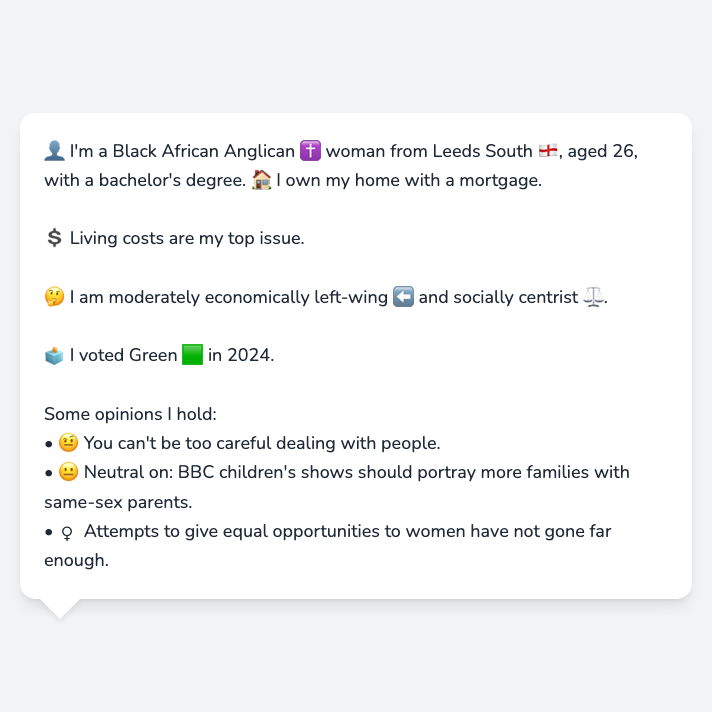 👤 I'm a Black African Anglican ✝️ woman from Leeds South 🏴󠁧󠁢󠁥󠁮󠁧󠁿, aged 26,
with a bachelor's degree. 🏠 I own my home with a mortgage.
💲 Living costs are my top issue.
🤔 I am moderately economically left-wing ⬅️ and socially centrist ⚖️.
🗳️ I voted Green 🟩 in 2024.
Some opinions I hold:
• 🤨 You can't be too careful dealing with people.
• 😐 Neutral on: BBC children's shows should portray more families with
same-sex parents.
• ♀️ Attempts to give equal opportunities to women have not gone far
enough.